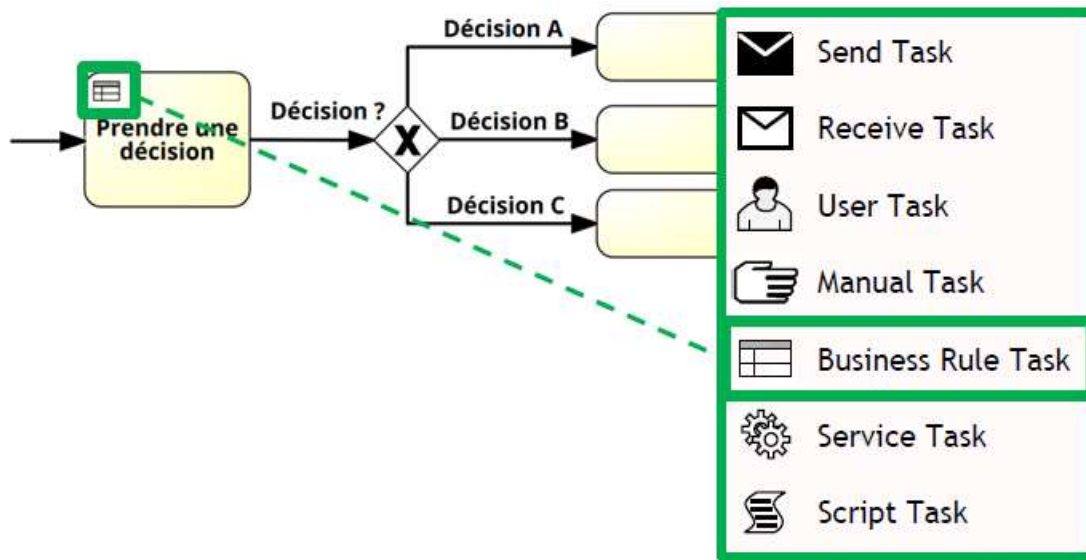 Prendre une
décision
Décision ?
X
Décision A
Décision B
Décision C
Send Task
Receive Task
User Task
Manual Task
Business Rule Task
Service Task
Script Task